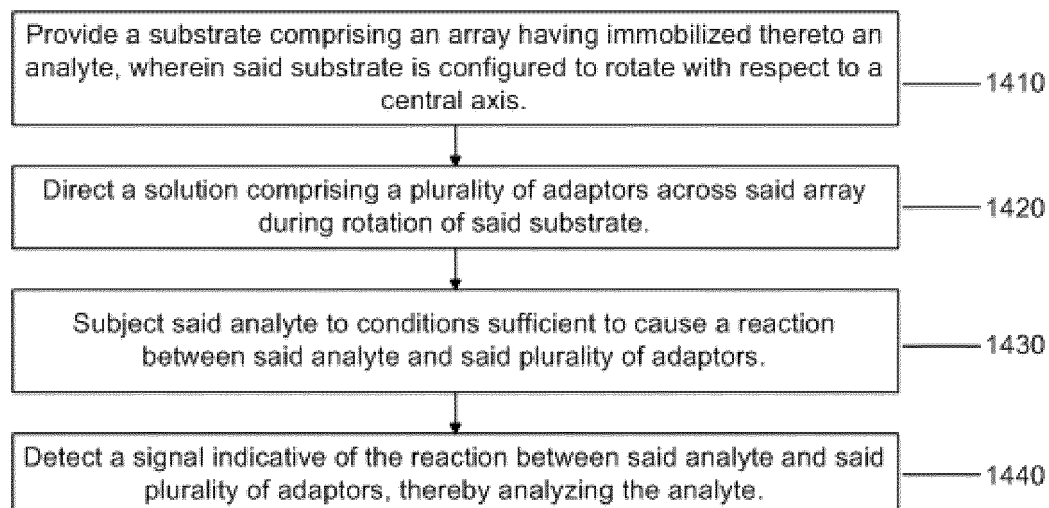 Provide a substrate comprising an array having immobilized thereto an
analyte, wherein said substrate is configured to rotate with respect to a
central axis.
1410
Direct a solution comprising a plurality of adaptors across said array
during rotation of said substrate.
1420
Subject said analyte to conditions sufficient to cause a reaction
between said analyte and said plurality of adaptors.
1430
Detect a signal indicative of the reaction between said analyte and said
plurality of adaptors, thereby analyzing the analyte.
1440